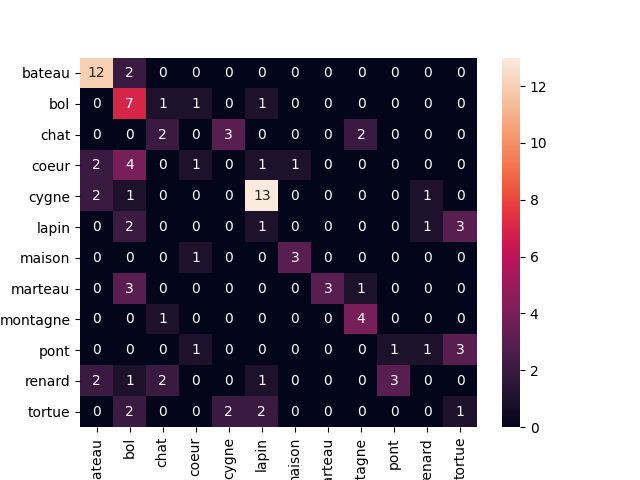 bateau 12 2 0 0 0 0 0 0 0 0 0 0
bol 0 7 1 1 0 1 0 0 0 0 0 0
chat 0 0 2 0 3 0 0 0 2 0 0 0
coeur 2 4 0 1 0 1 1 0 0 0 0 0
cygne 2 1 0 0 0 13 0 0 0 0 1 0
lapin 0 2 0 0 0 1 0 0 0 0 1 3
maison 0 0 0 1 0 0 3 0 0 0 0 0
marteau 0 3 0 0 0 0 0 3 1 0 0 0
montagne 0 0 1 0 0 0 0 0 4 0 0 0
pont 0 0 0 1 0 0 0 0 0 1 1 3
renard 2 1 2 0 0 1 0 0 0 3 0 0
tortue 0 2 0 0 2 2 0 0 0 0 0 1
ateau bol chat coeur cygne lapin naison rteau tagne pont enard tortue
12
10
8
6
4
2
0